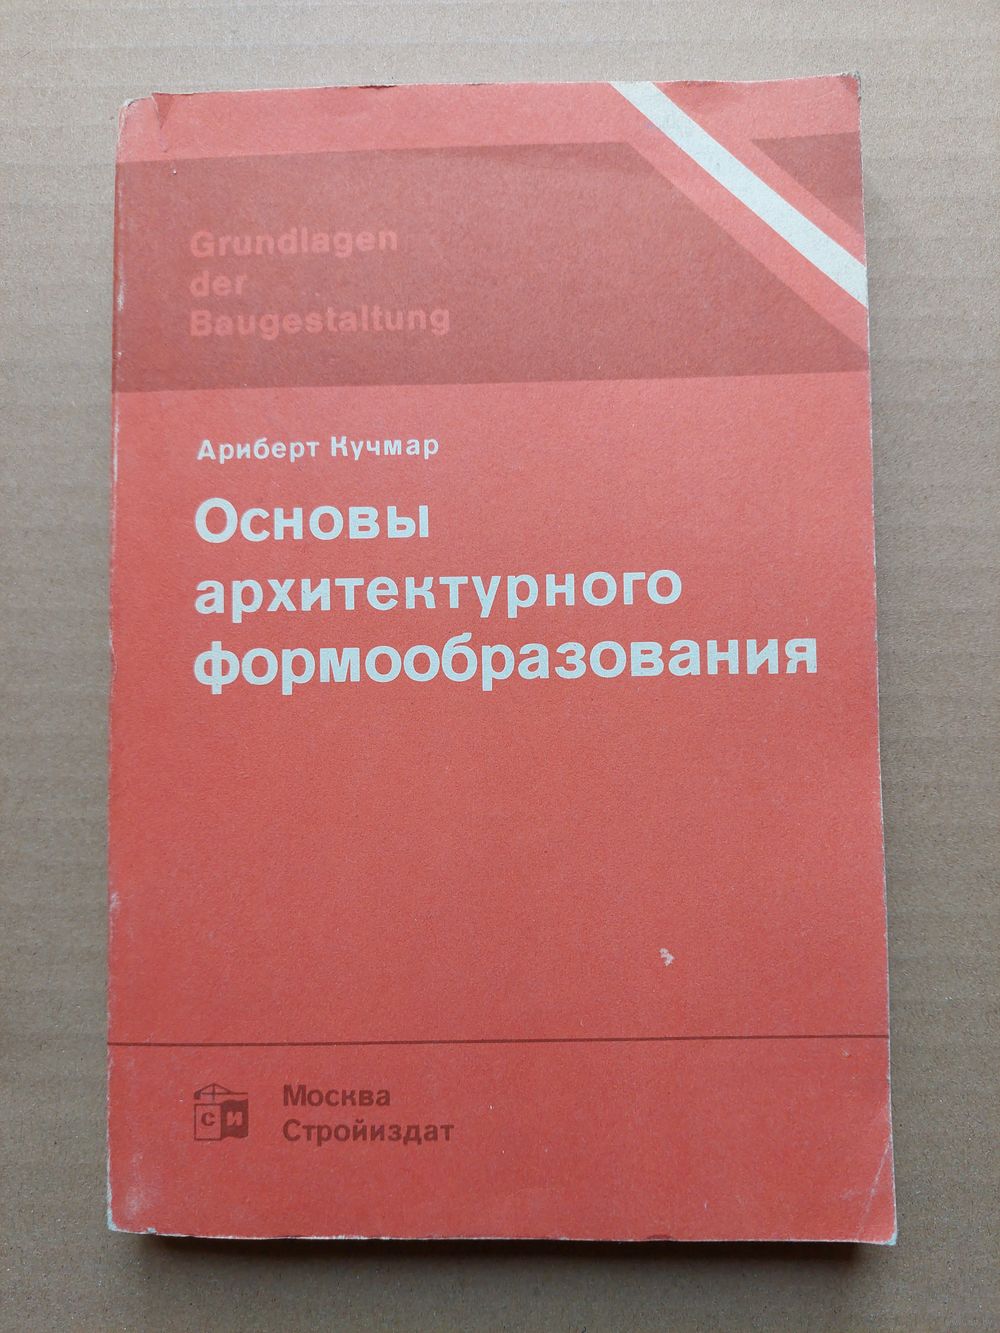 Grundlagen
der
Baugestaltung
Ариберт Кучмар
Основы
архитектурного
формообразования
си
Москва
Стройиздат